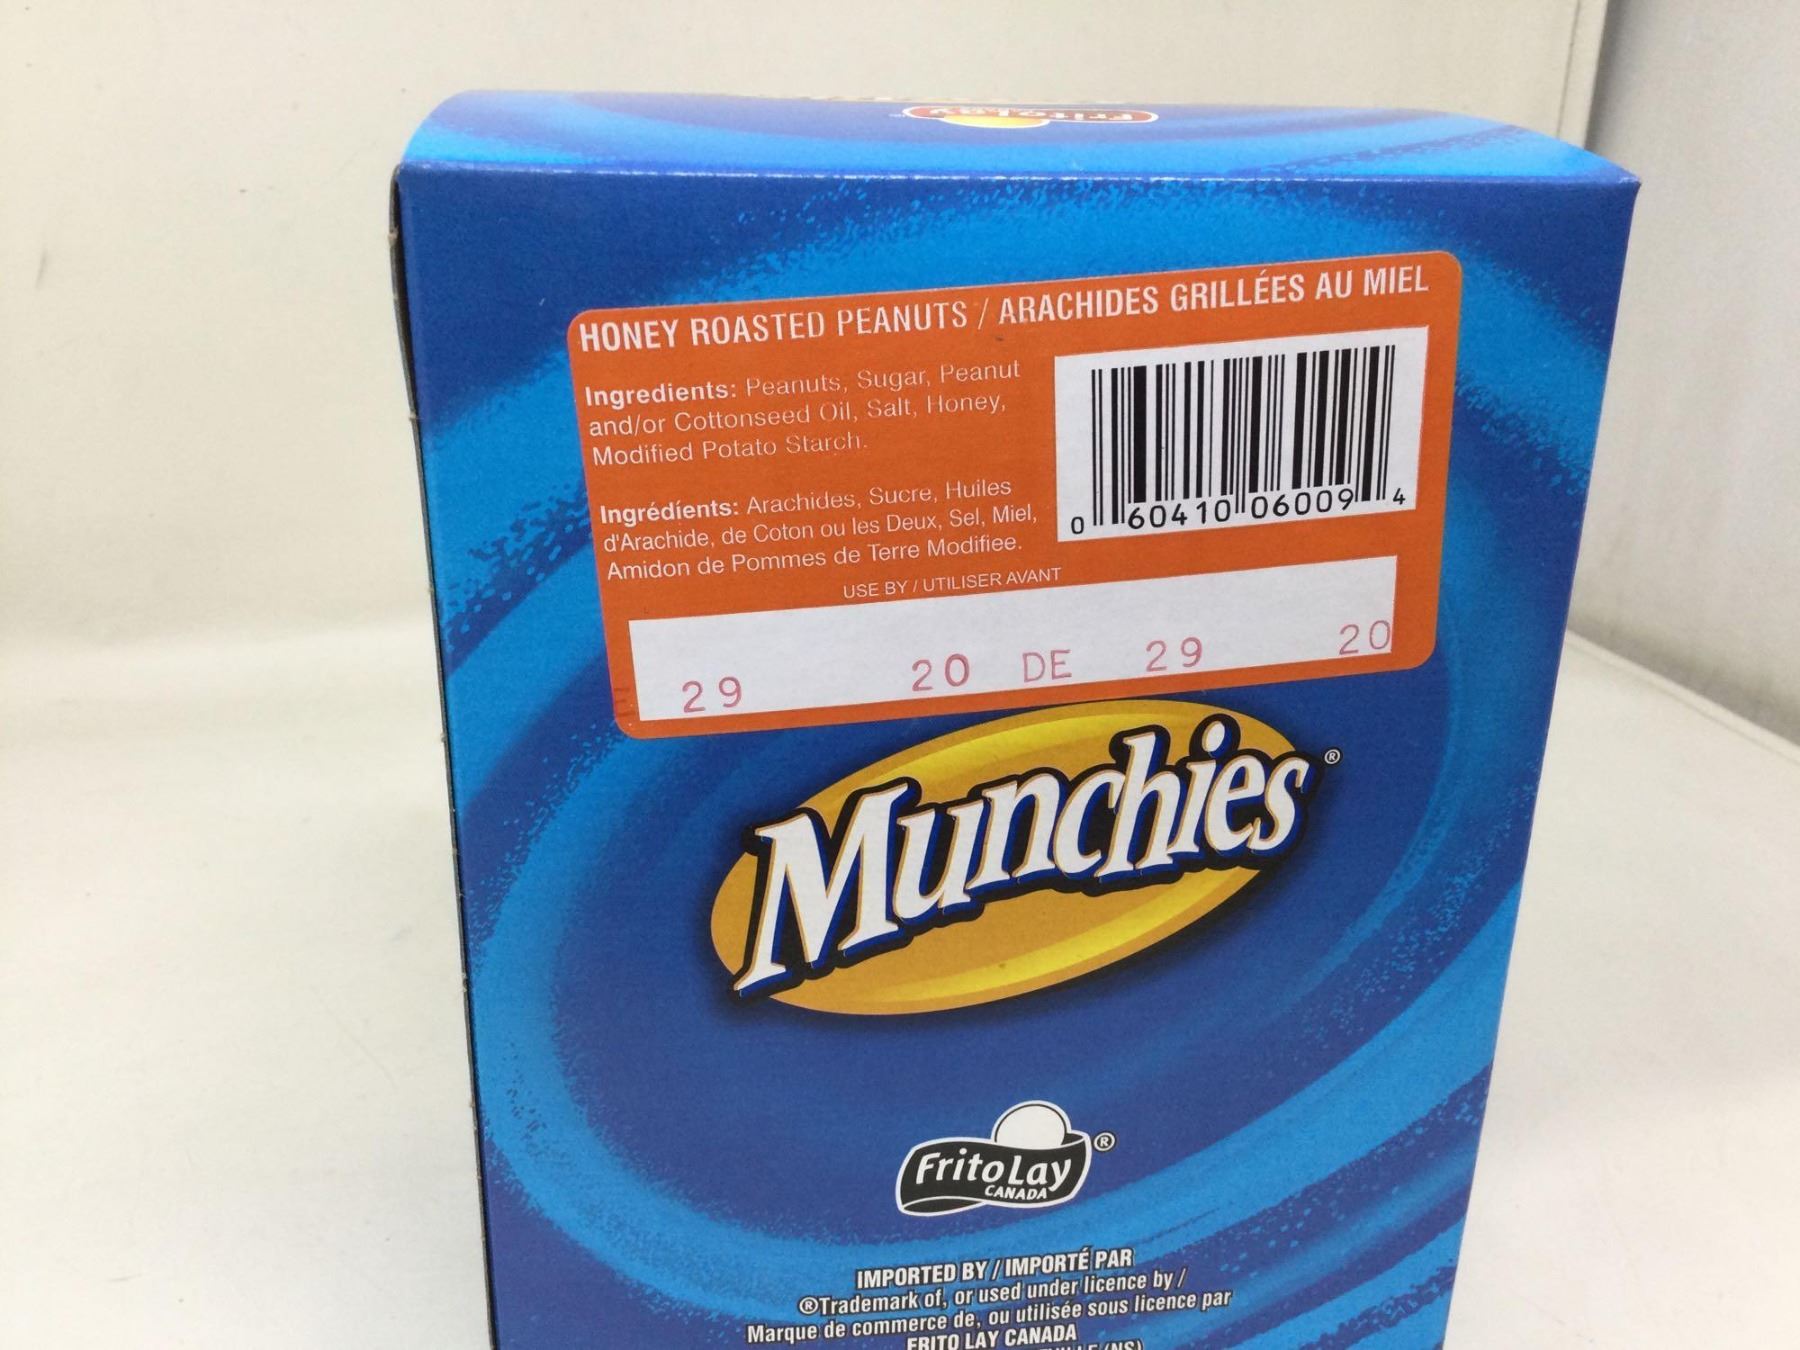 FritoLay
HONEY ROASTED PEANUTS / ARACHIDES GRILLÉES AU MIEL
Ingredients: Peanuts, Sugar, Peanut
and/or Cottonseed Oil, Salt, Honey,
Modified Potato Starch.
Ingrédients: Arachides, Sucre, Huiles
d'Arachide, de Coton ou les Deux, Sel, Miel,
Amidon de Pommes de Terre Modifiee.
0 60410 06009 4
USE BY / UTILISER AVANT
E 29 20 DE 29 20
Munchies®
FritoLay®
CANADA
IMPORTED BY / IMPORTÉ PAR
®Trademark of, or used under licence by /
Marque de commerce de, ou utilisée sous licence par
FRITO LAY CANADA
(NS)